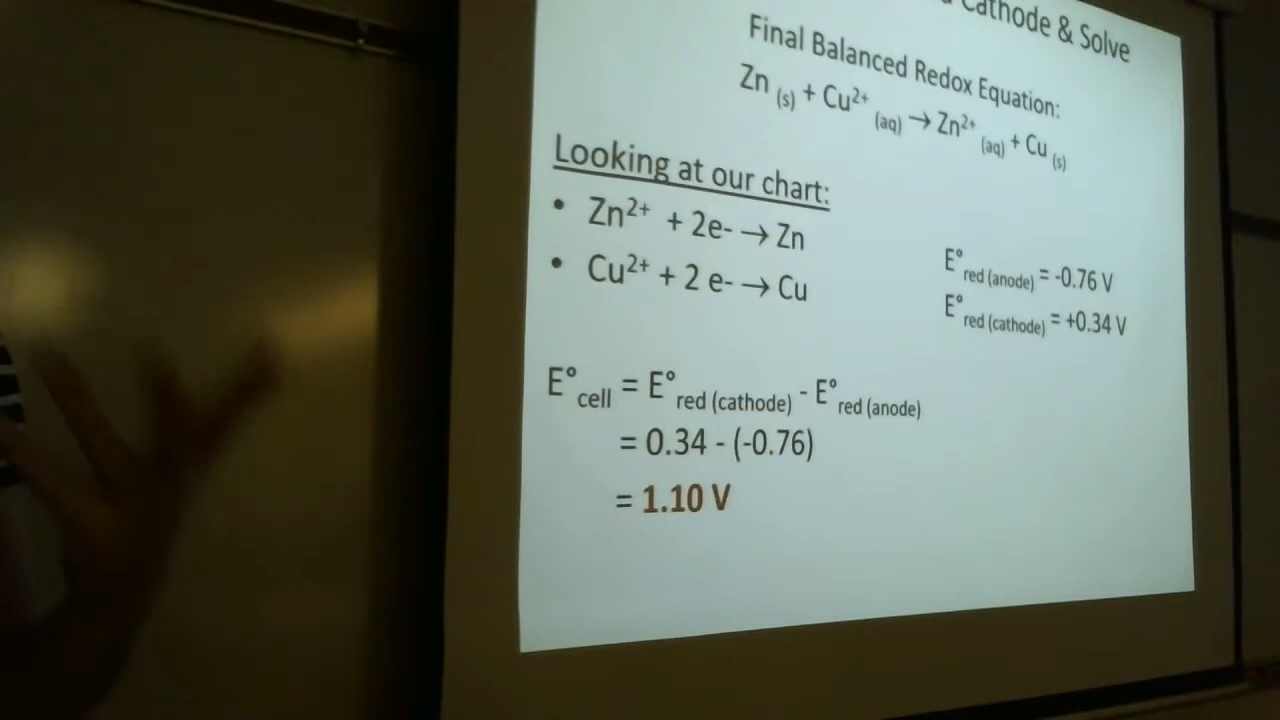 Cathode & Solve
Final Balanced Redox Equation:
Zn (s) + Cu²⁺ (aq) → Zn²⁺ (aq) + Cu (s)
Looking at our chart:
• Zn²⁺ + 2e- → Zn
E° red (anode) = -0.76 V
• Cu²⁺ + 2 e- → Cu
E° red (cathode) = +0.34 V
E° cell = E° red (cathode) - E° red (anode)
= 0.34 - (-0.76)
= 1.10 V